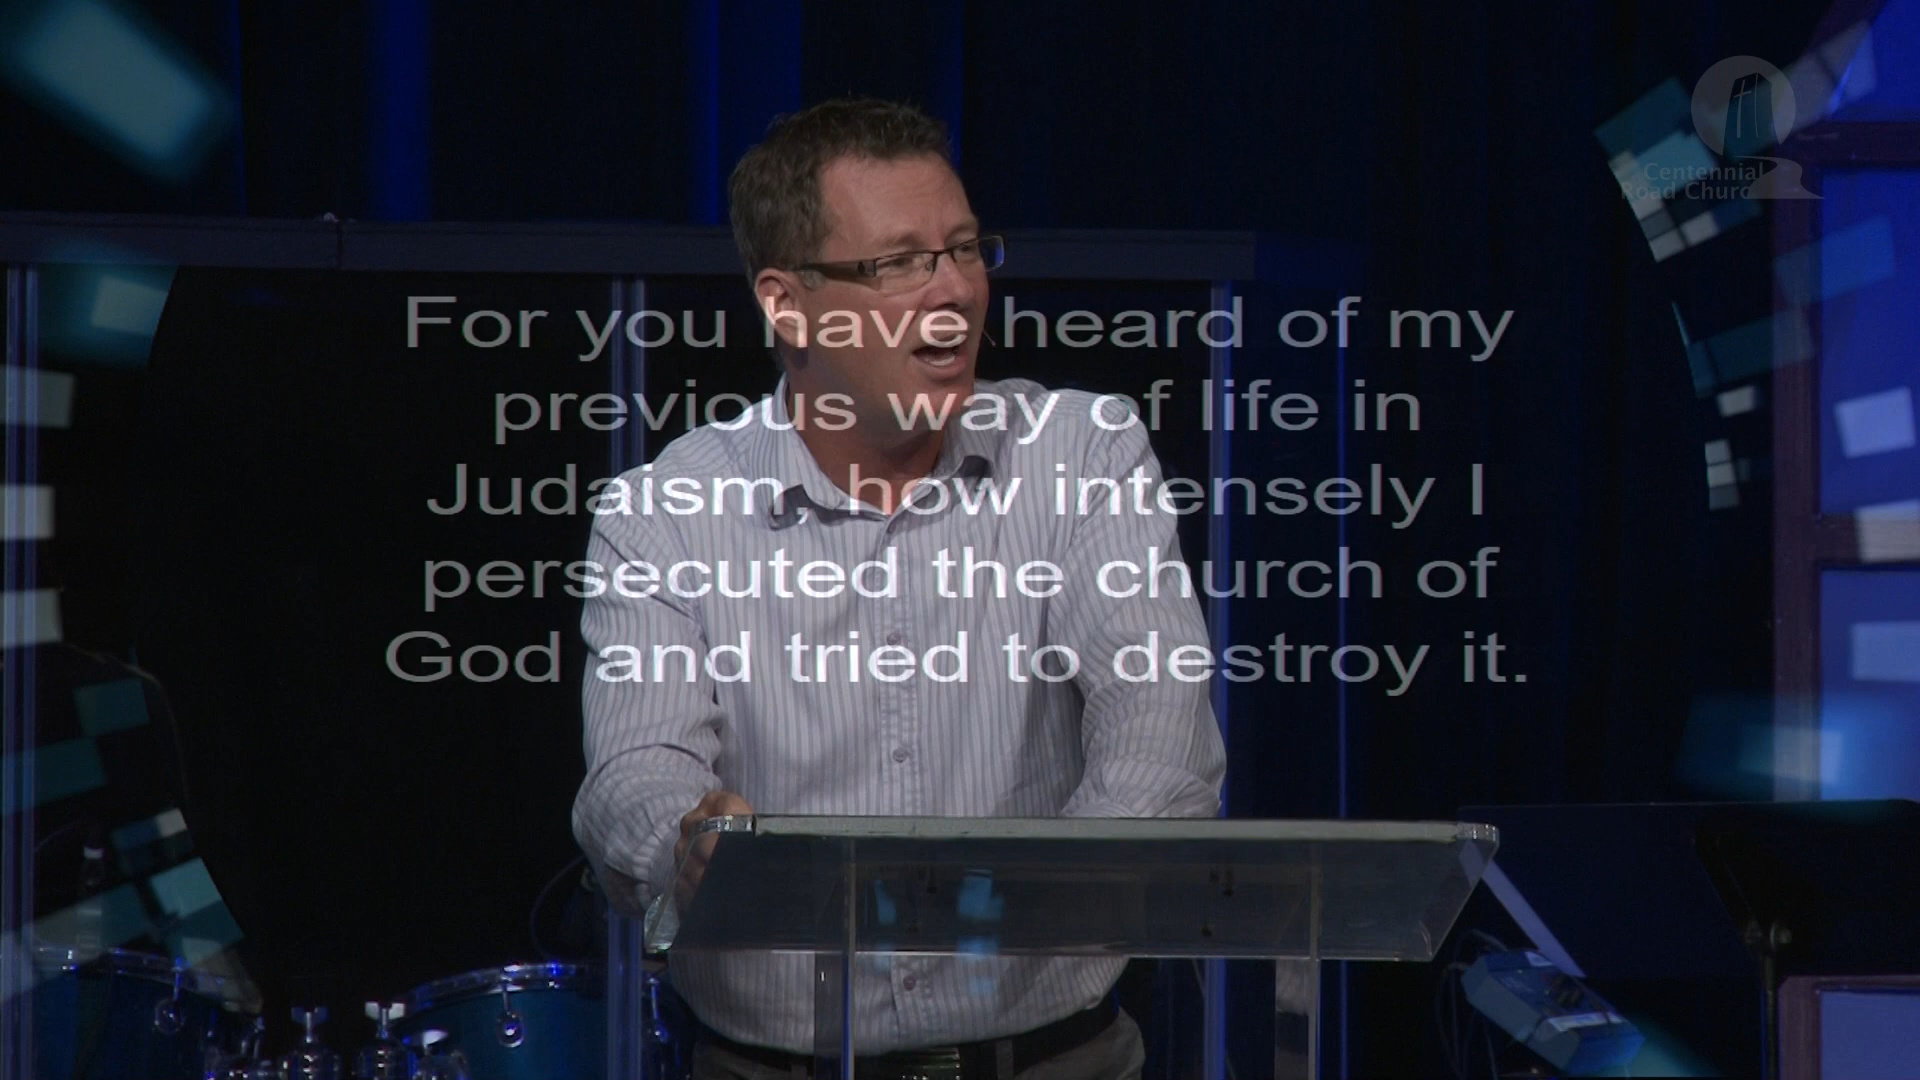 Centennial
Road Church
For you have heard of my
previous way of life in
Judaism, how intensely I
persecuted the church of
God and tried to destroy it.